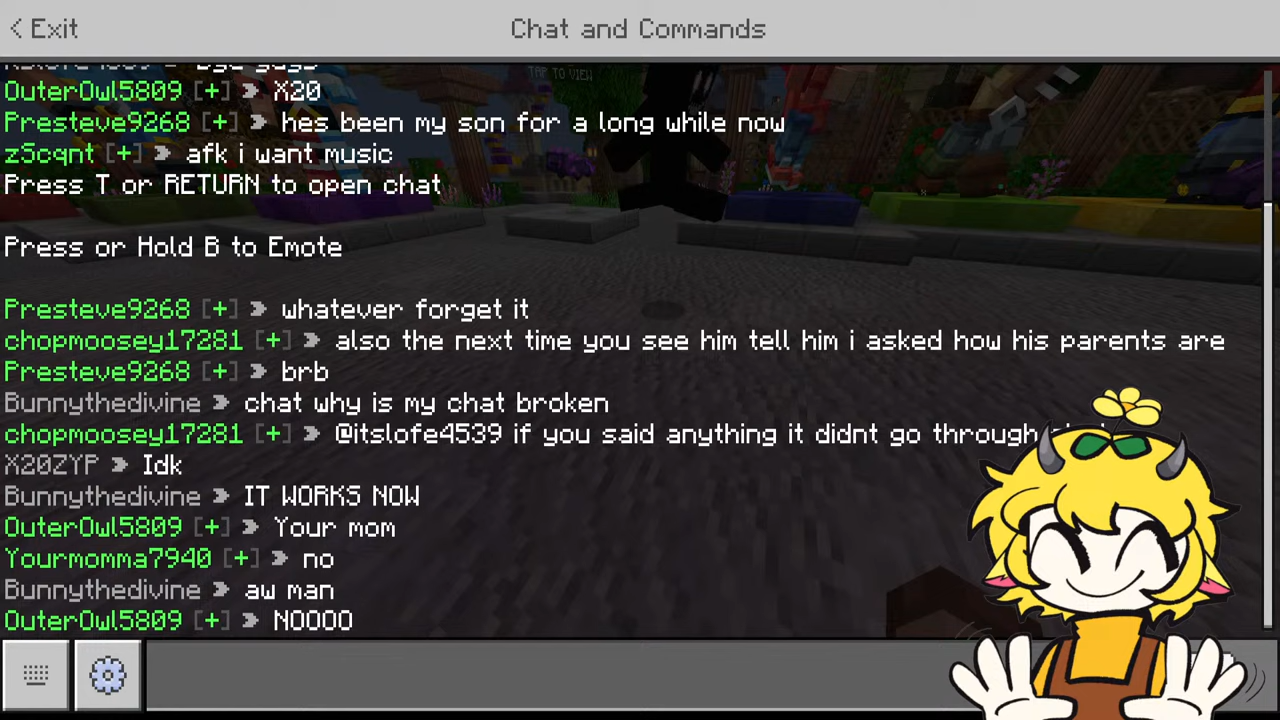 < Exit
Chat and Commands
TAP TO VIEW
OuterOwl5809 [+] » X20
Presteve9268 [+] » hes been my son for a long while now
z5cqnt [+] » afk i want music
Press T or RETURN to open chat
Press or Hold B to Emote
Presteve9268 [+] » whatever forget it
chopmoosey17281 [+] » also the next time you see him tell him i asked how his parents are
Presteve9268 [+] » brb
Bunnythedivine » chat why is my chat broken
chopmoosey17281 [+] » @itslofe4539 if you said anything it didnt go through
X20ZYP » Idk
Bunnythedivine » IT WORKS NOW
OuterOwl5809 [+] » Your mom
Yourmomma7940 [+] » no
Bunnythedivine » aw man
OuterOwl5809 [+] » NOOOO